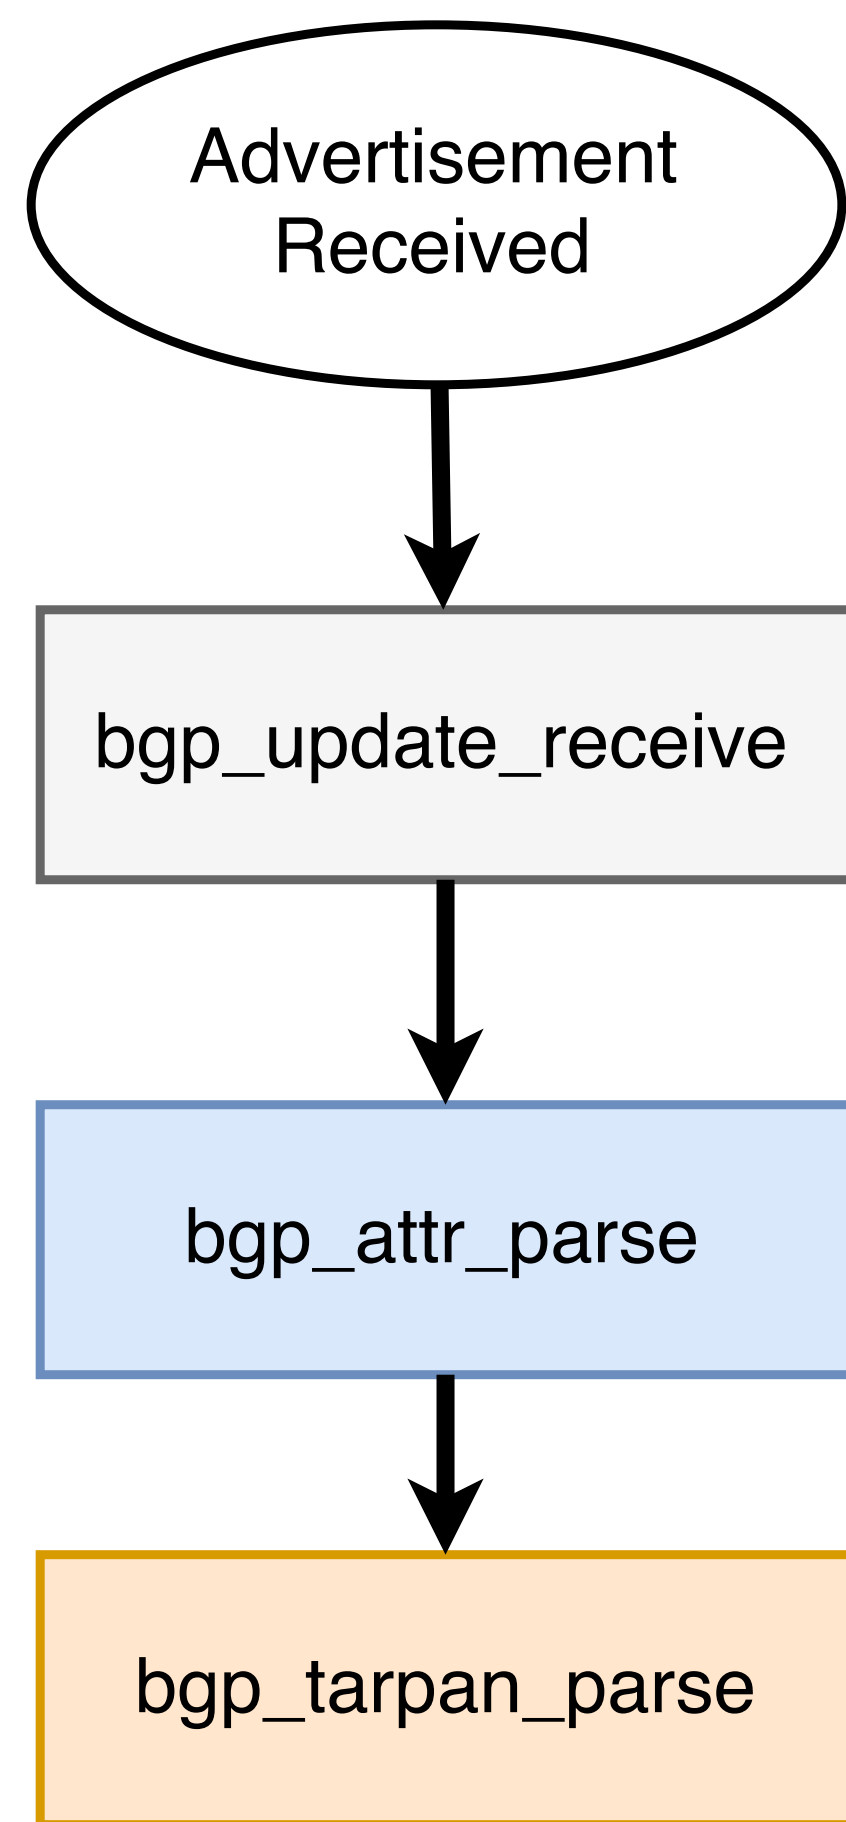 Advertisement
Received
bgp_update_receive
bgp_attr_parse
bgp_tarpan_parse